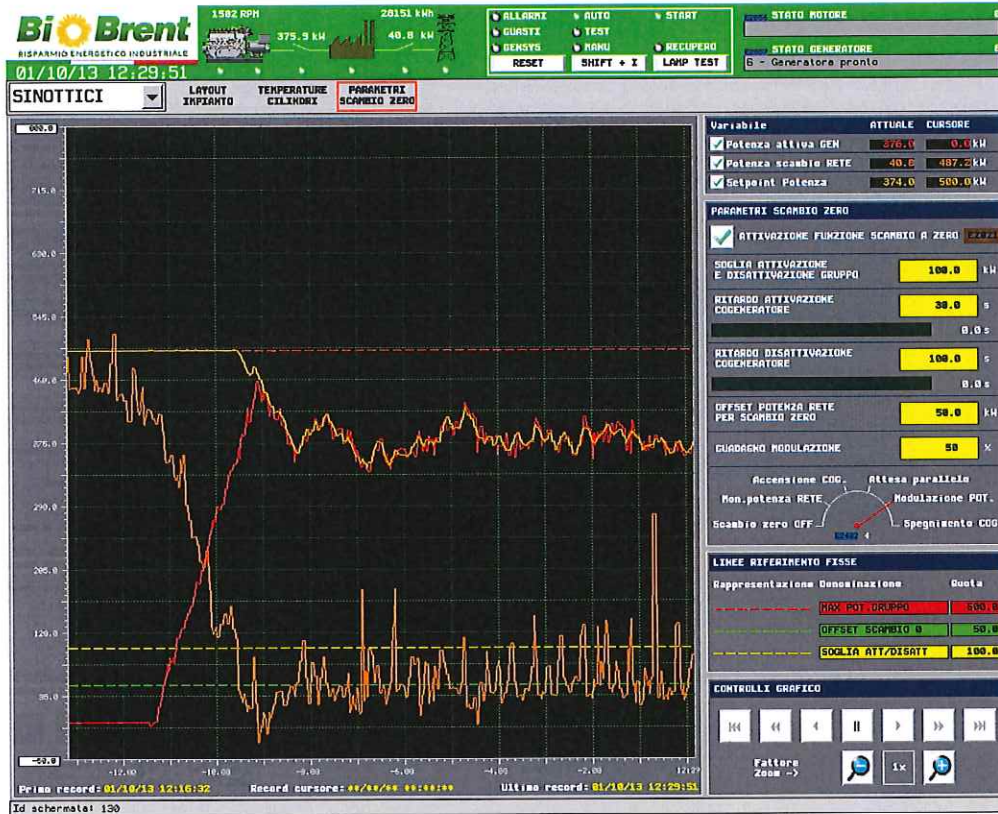 Bi Brent
RISPARMIO ENERGETICO INDUSTRIALE
01/10/13 12:29:51
1502 RPM
375.9 kW
40.8 kW
28151 kWh
ALLARMI
AUTO
START
GUASTI
TEST
GENSYS
MANU
RECUPERO
RESET
SHIFT + I
LAMP TEST
STATO MOTORE
STATO GENERATORE
6 - Generatore pronto
SINOTTICI
LAYOUT IMPIANTO
TEMPERATURE CILINDRI
PARAMETRI SCAMBIO ZERO
800.0
715.0
630.0
545.0
460.0
375.0
290.0
205.0
120.0
35.0
-50.0
-12.00
-10.00
-8.00
-6.00
-4.00
-2.00
12:29
Primo record: 01/10/13 12:16:32
Record cursore: **/**/** **:**:**
Ultimo record: 01/10/13 12:29:51
Id schermata: 130
Variabile ATTUALE CURSORE
Potenza attiva GEN 376.0 0.0 kW
Potenza scambio RETE 40.8 487.2 kW
Setpoint Potenza 374.0 500.0 kW
PARAMETRI SCAMBIO ZERO
ATTIVAZIONE FUNZIONE SCAMBIO A ZERO
SOGLIA ATTIVAZIONE
E DISATTIVAZIONE GRUPPO
100.0 kW
RITARDO ATTIVAZIONE
COGENERATORE
30.0 s
0.0 s
RITARDO DISATTIVAZIONE
COGENERATORE
100.0 s
0.0 s
OFFSET POTENZA RETE
PER SCAMBIO ZERO
50.0 kW
GUADAGNO MODULAZIONE
50 %
Accensione COG.
Attesa parallelo
Mon.potenza RETE
Modulazione POT.
Scambio zero OFF
Spegnimento COG
4
LINEE RIFERIMENTO FISSE
Rappresentazione Denominazione Quota
MAX POT.GRUPPO 500.0
OFFSET SCAMBIO 0 50.0
SOGLIA ATT/DISATT 100.0
CONTROLLI GRAFICO
Fattore
Zoom ->
1x